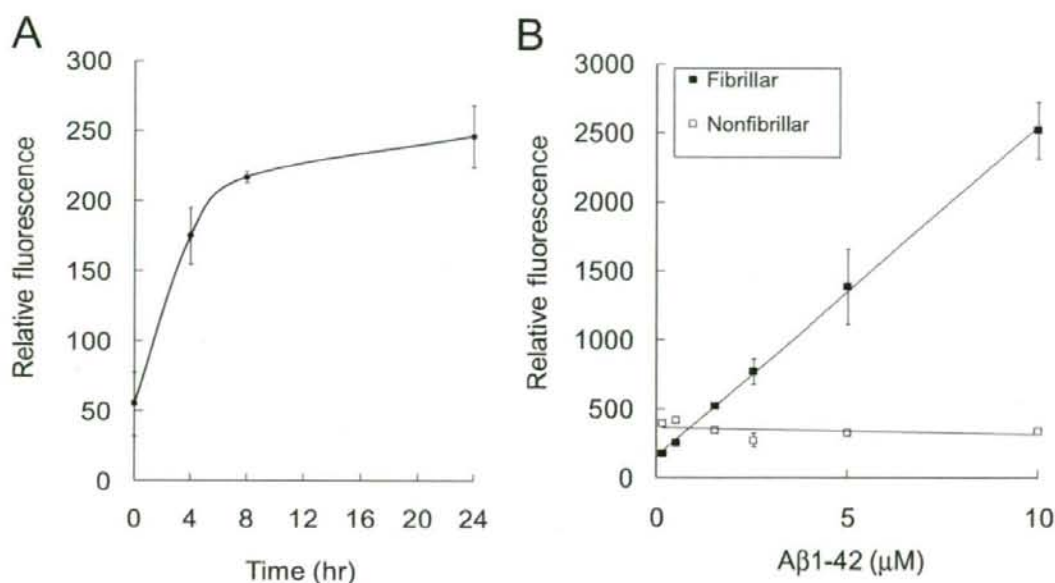 A
300
250
200
150
100
50
0
Relative fluorescence
0 4 8 12 16 20 24
Time (hr)
B
3000
2500
2000
1500
1000
500
0
Relative fluorescence
Fibrillar
Nonfibrillar
0 5 10
Aβ1-42 (μM)